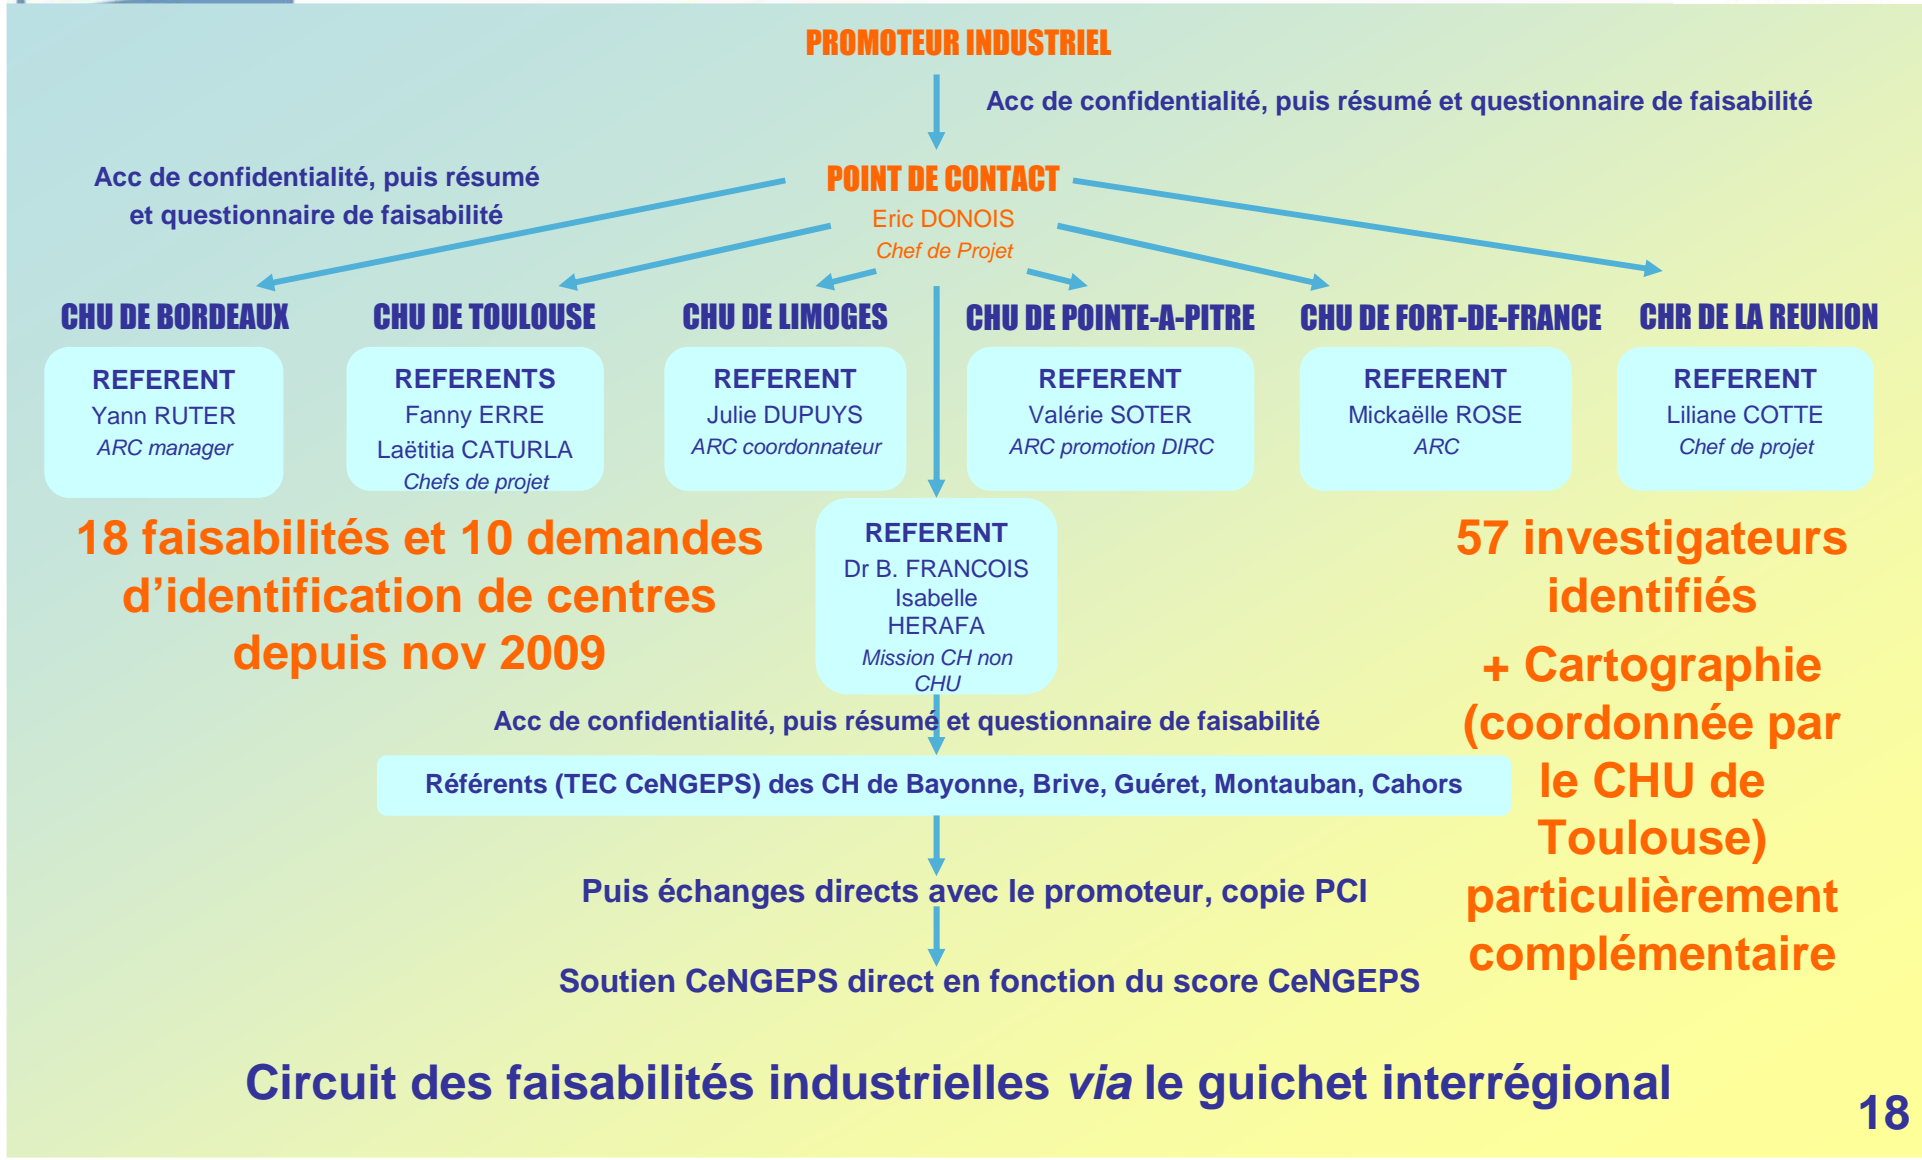 PROMOTEUR INDUSTRIEL
Acc de confidentialité, puis résumé et questionnaire de faisabilité
Acc de confidentialité, puis résumé
et questionnaire de faisabilité
POINT DE CONTACT
Eric DONOIS
Chef de Projet
CHU DE BORDEAUX
REFERENT
Yann RUTER
ARC manager
CHU DE TOULOUSE
REFERENTS
Fanny ERRE
Laëtitia CATURLA
Chefs de projet
CHU DE LIMOGES
REFERENT
Julie DUPUYS
ARC coordonnateur
CHU DE POINTE-A-PITRE
REFERENT
Valérie SOTER
ARC promotion DIRC
CHU DE FORT-DE-FRANCE
REFERENT
Mickaëlle ROSE
ARC
CHR DE LA REUNION
REFERENT
Liliane COTTE
Chef de projet
18 faisabilités et 10 demandes
d’identification de centres
depuis nov 2009
REFERENT
Dr B. FRANCOIS
Isabelle
HERAFA
Mission CH non
CHU
57 investigateurs
identifiés
+ Cartographie
(coordonnée par
le CHU de
Toulouse)
particulièrement
complémentaire
Acc de confidentialité, puis résumé et questionnaire de faisabilité
Référents (TEC CeNGEPS) des CH de Bayonne, Brive, Guéret, Montauban, Cahors
Puis échanges directs avec le promoteur, copie PCI
Soutien CeNGEPS direct en fonction du score CeNGEPS
Circuit des faisabilités industrielles via le guichet interrégional
18